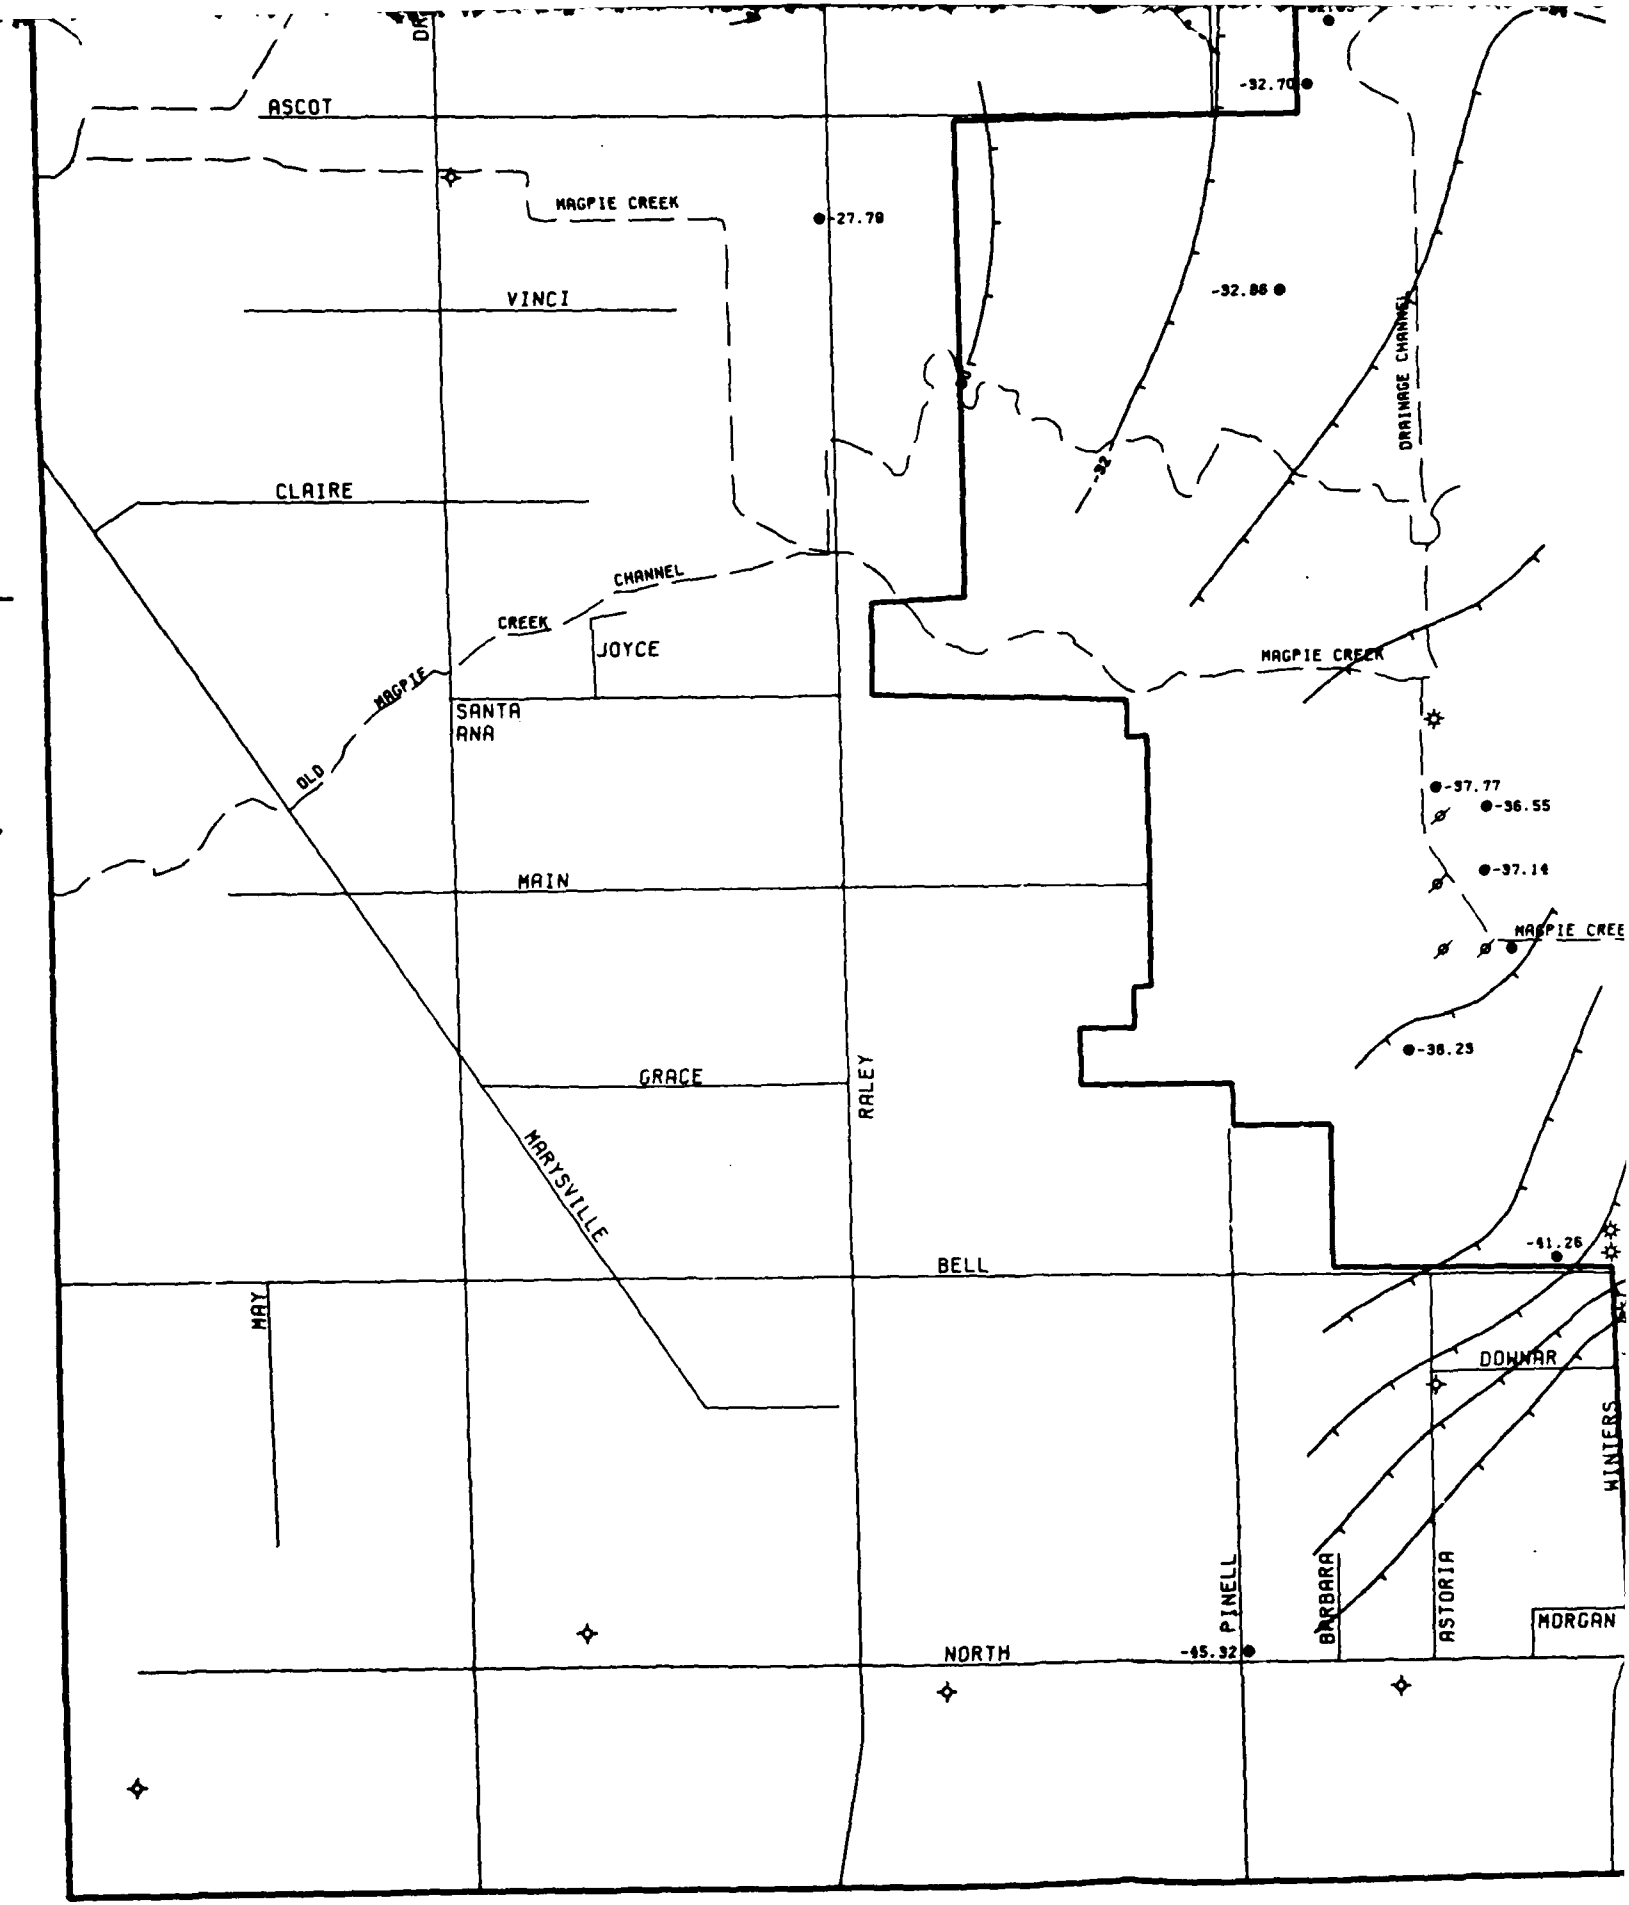 DR
-32.70
ASCOT
MAGPIE CREEK
-27.78
VINCI
-32.86
DRAINAGE CHANNEL
-32
CLAIRE
CHANNEL
CREEK
JOYCE
MAGPIE CREEK
MAGPIE
SANTA
ANA
OLD
-37.77
-36.55
-37.14
MAIN
MAGPIE CREE
-38.23
GRACE
RALEY
MARYSVILLE
-41.26
BELL
MAY
DOWNAR
WINTERS
PINELL
BARBARA
ASTORIA
MORGAN
NORTH
-45.32